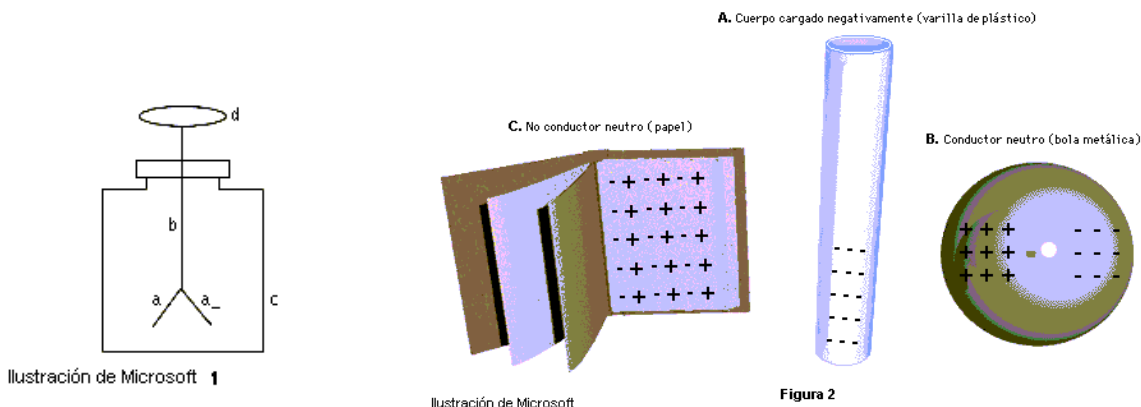 A. Cuerpo cargado negativamente (varilla de plástico)
d
C. No conductor neutro (papel)
B. Conductor neutro (bola metálica)
b
a
a_
c
- + - - + - - +
- + - - + - - +
- + - - + - - +
- + - - + - - +
- + - - + - - +
- - -
- - -
- - -
- - -
- - -
+ + + - - -
+ + + - - -
+ + + - - -
Ilustración de Microsoft 1
Ilustración de Microsoft
Figura 2